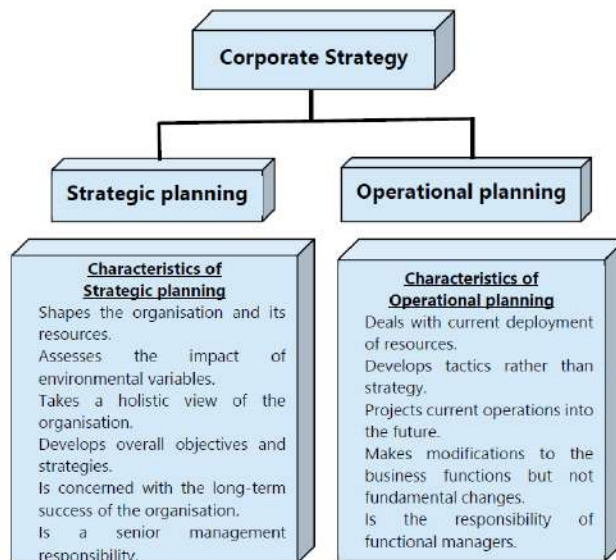 Corporate Strategy
Strategic planning
Operational planning
Characteristics of
Strategic planning
Shapes the organisation and its
resources.
Assesses the impact of
environmental variables.
Takes a holistic view of the
organisation.
Develops overall objectives and
strategies.
Is concerned with the long-term
success of the organisation.
Is a senior management
responsibility.
Characteristics of
Operational planning
Deals with current deployment
of resources.
Develops tactics rather than
strategy.
Projects current operations into
the future.
Makes modifications to the
business functions but not
fundamental changes.
Is the responsibility of
functional managers.